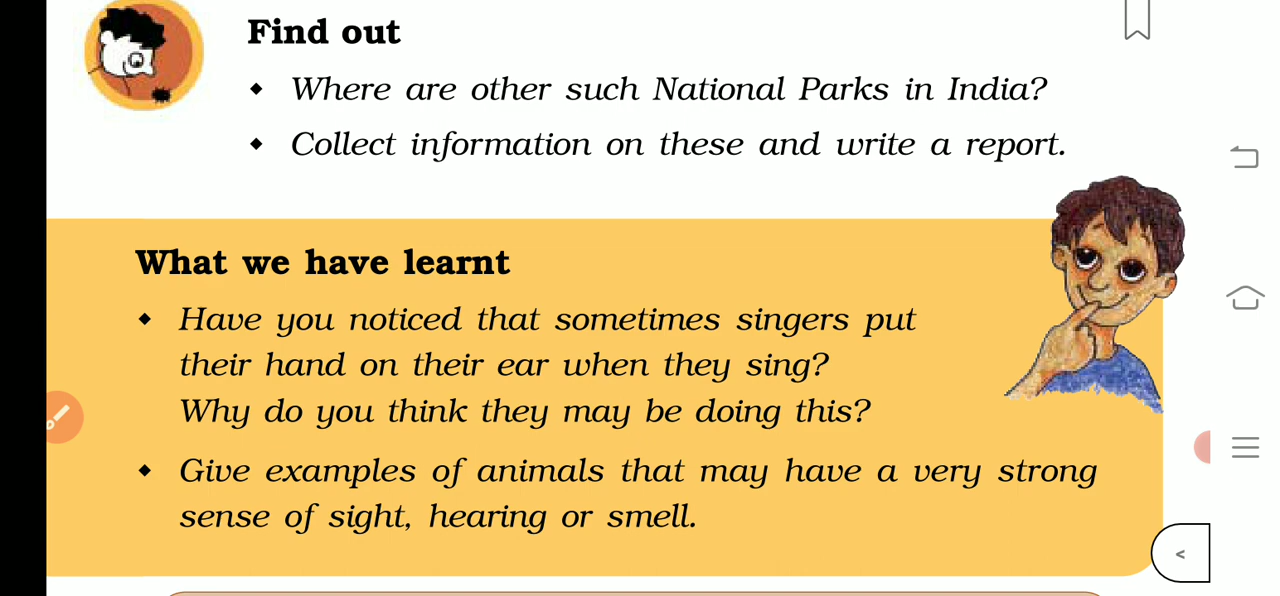 Find out
◆ Where are other such National Parks in India?
◆ Collect information on these and write a report.
What we have learnt
◆ Have you noticed that sometimes singers put
their hand on their ear when they sing?
Why do you think they may be doing this?
◆ Give examples of animals that may have a very strong
sense of sight, hearing or smell.